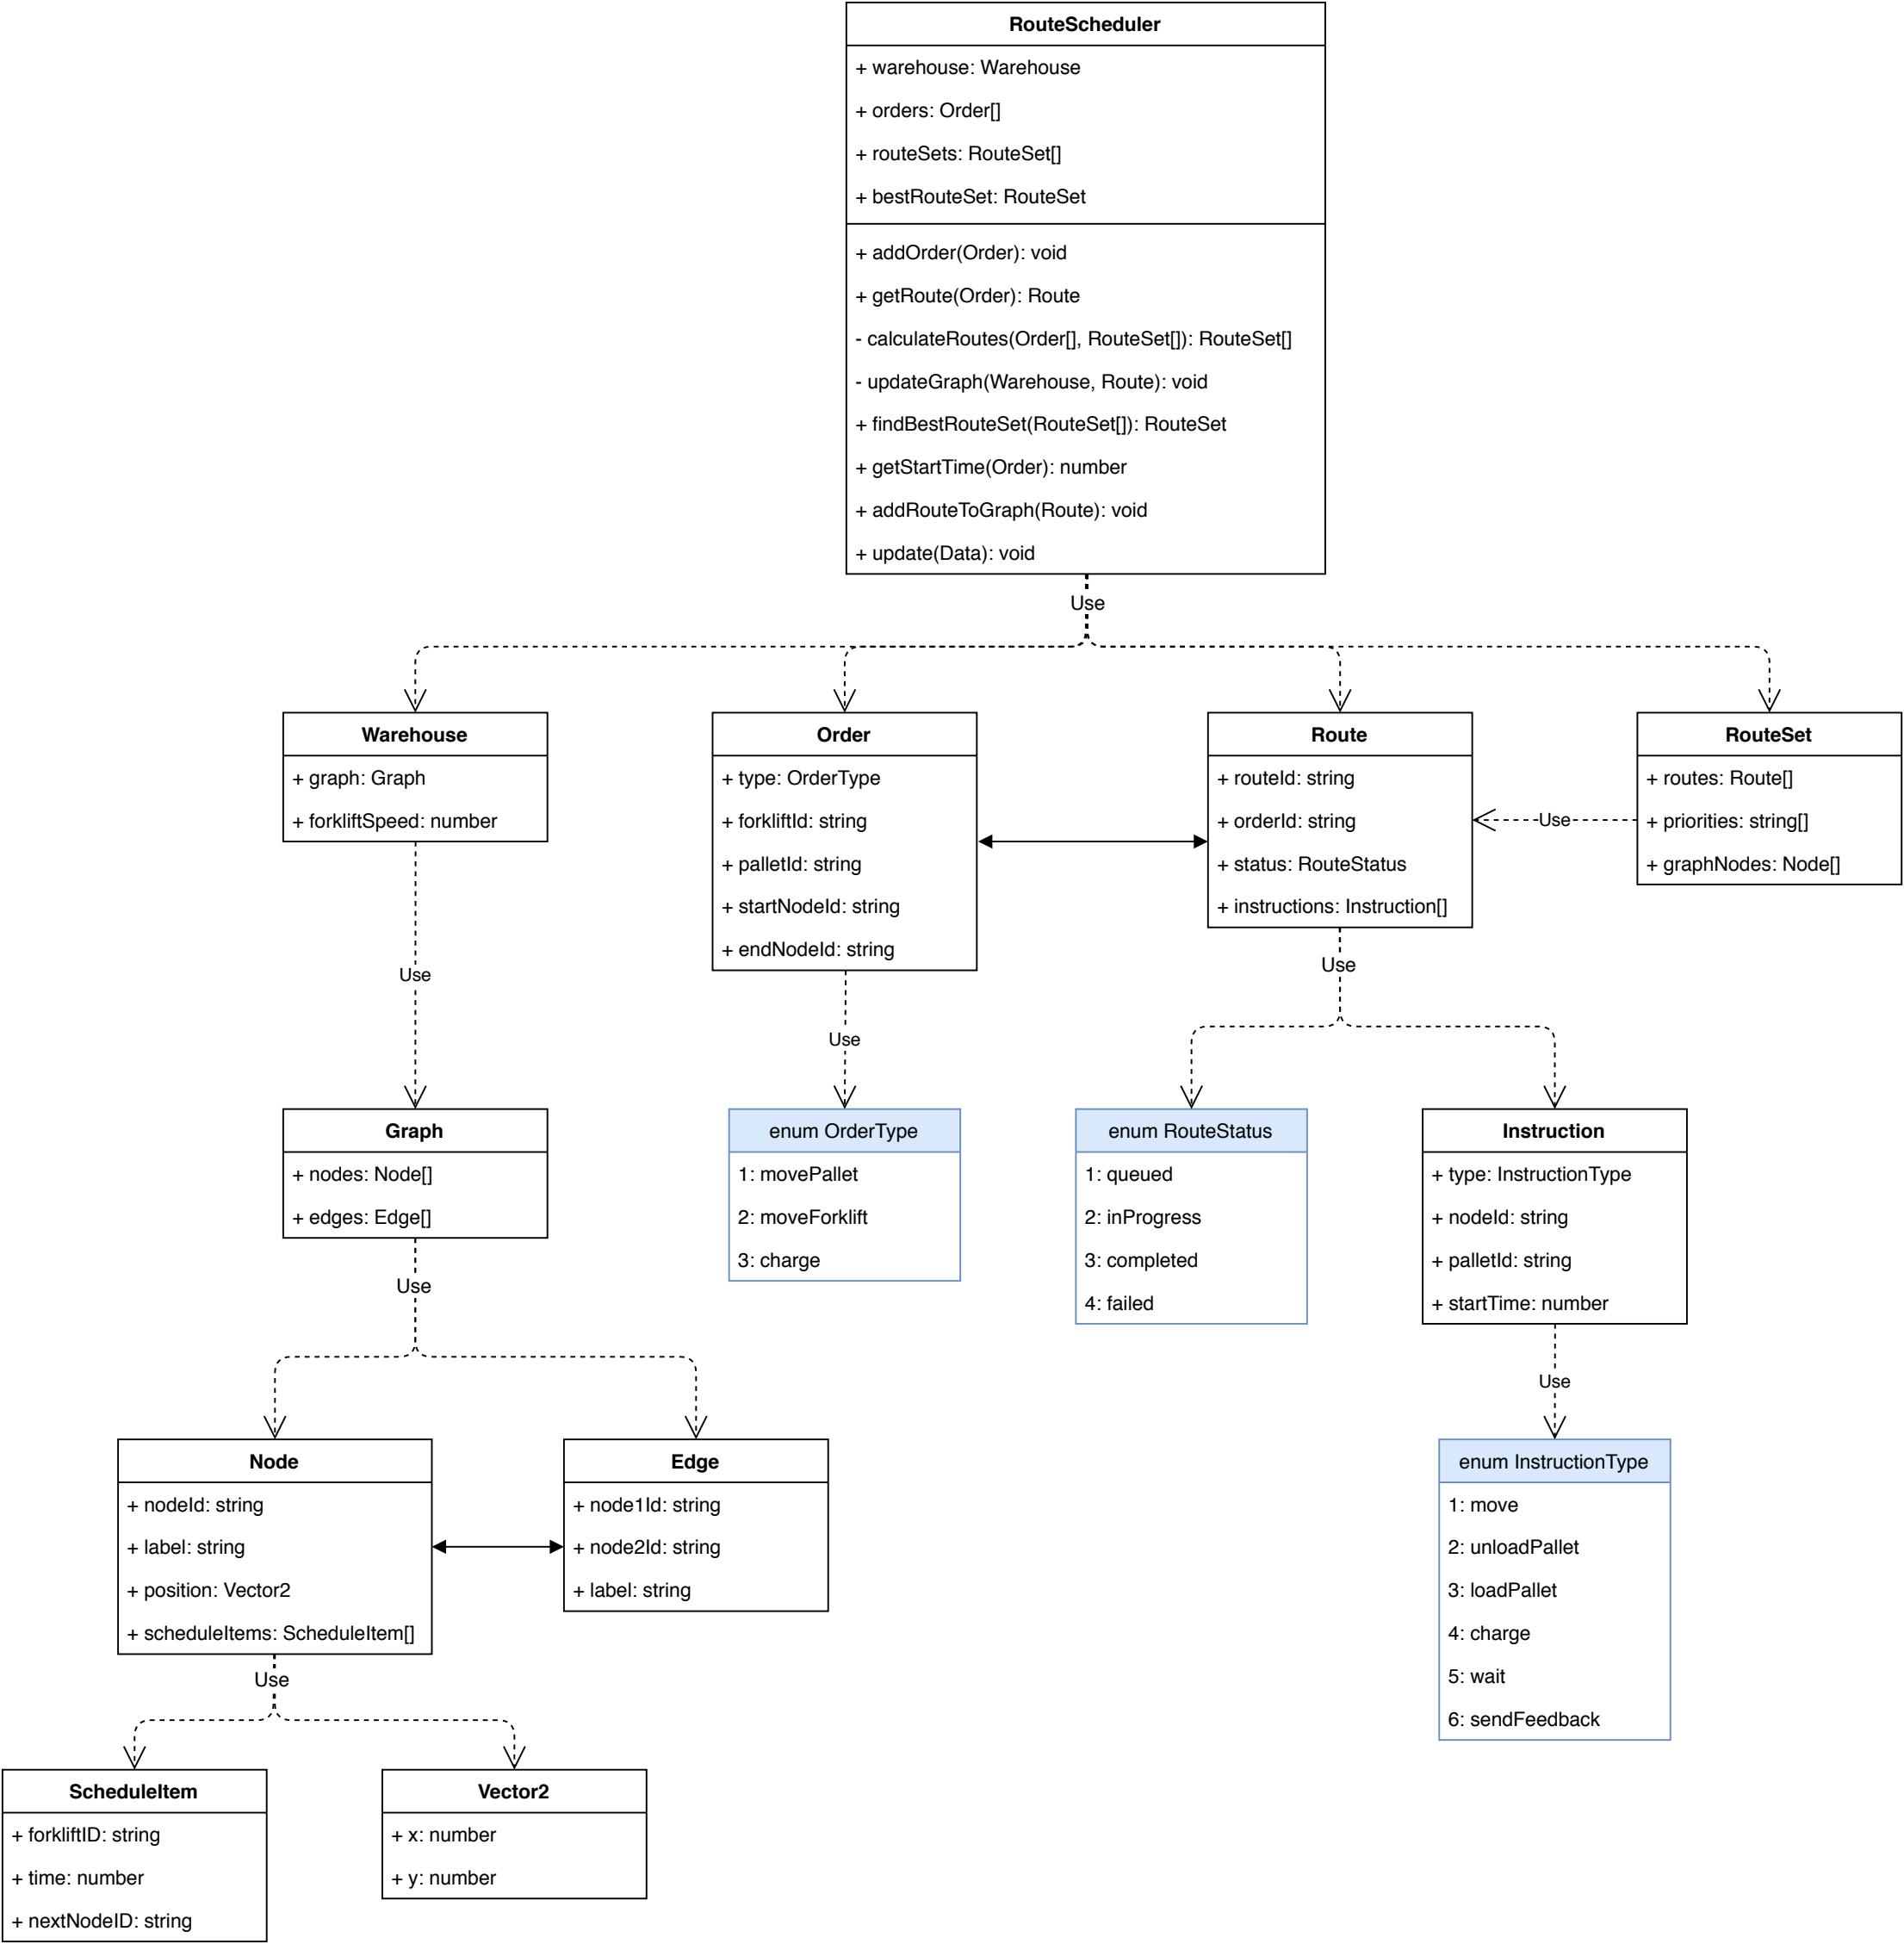 RouteScheduler
+ warehouse: Warehouse
+ orders: Order[]
+ routeSets: RouteSet[]
+ bestRouteSet: RouteSet
+ addOrder(Order): void
+ getRoute(Order): Route
- calculateRoutes(Order[], RouteSet[]): RouteSet[]
- updateGraph(Warehouse, Route): void
+ findBestRouteSet(RouteSet[]): RouteSet
+ getStartTime(Order): number
+ addRouteToGraph(Route): void
+ update(Data): void
Use
Warehouse
+ graph: Graph
+ forkliftSpeed: number
Order
+ type: OrderType
+ forkliftId: string
+ palletId: string
+ startNodeId: string
+ endNodeId: string
Route
+ routeId: string
+ orderId: string
+ status: RouteStatus
+ instructions: Instruction[]
Use
RouteSet
+ routes: Route[]
+ priorities: string[]
+ graphNodes: Node[]
Use
Use
Use
Graph
+ nodes: Node[]
+ edges: Edge[]
enum OrderType
1: movePallet
2: moveForklift
3: charge
enum RouteStatus
1: queued
2: inProgress
3: completed
4: failed
Instruction
+ type: InstructionType
+ nodeId: string
+ palletId: string
+ startTime: number
Use
Use
Node
+ nodeId: string
+ label: string
+ position: Vector2
+ scheduleItems: ScheduleItem[]
Edge
+ node1Id: string
+ node2Id: string
+ label: string
enum InstructionType
1: move
2: unloadPallet
3: loadPallet
4: charge
5: wait
6: sendFeedback
Use
ScheduleItem
+ forkliftID: string
+ time: number
+ nextNodeID: string
Vector2
+ x: number
+ y: number